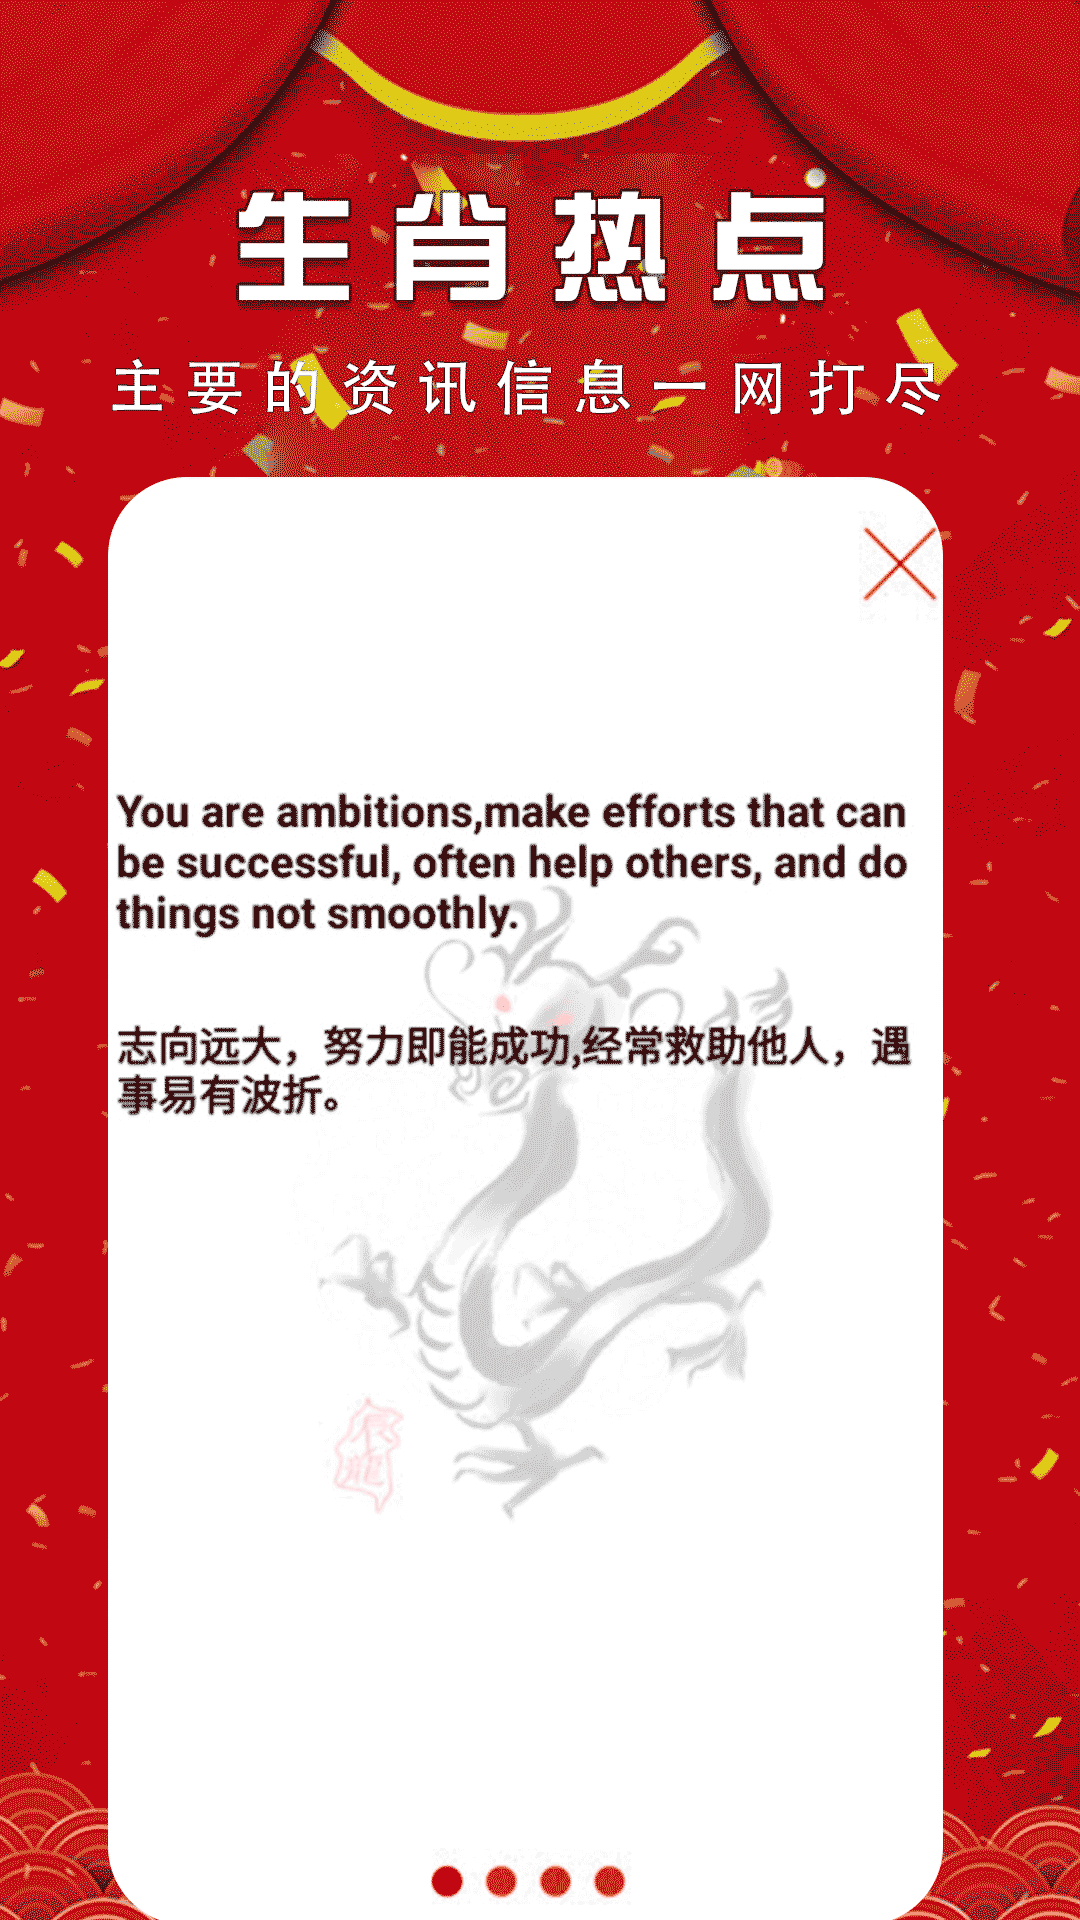 生肖热点
主要的资讯信息一网打尽
You are ambitions,make efforts that can
be successful, often help others, and do
things not smoothly.
志向远大，努力即能成功,经常救助他人，遇
事易有波折。
辰龍